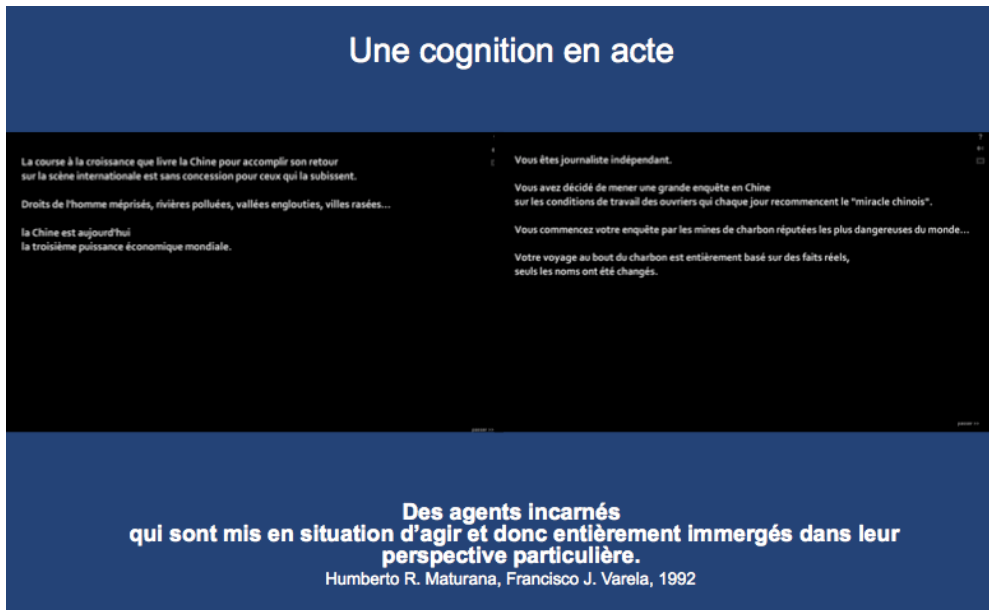 Une cognition en acte
La course à la croissance que livre la Chine pour accomplir son retour
sur la scène internationale est sans concession pour ceux qui la subissent.
Droits de l'homme méprisés, rivières polluées, vallées englouties, villes rasées...
la Chine est aujourd'hui
la troisième puissance économique mondiale.
passer >>
Vous êtes journaliste indépendant.
Vous avez décidé de mener une grande enquête en Chine
sur les conditions de travail des ouvriers qui chaque jour recommencent le "miracle chinois".
Vous commencez votre enquête par les mines de charbon réputées les plus dangereuses du monde...
Votre voyage au bout du charbon est entièrement basé sur des faits réels,
seuls les noms ont été changés.
passer >>
Des agents incarnés
qui sont mis en situation d’agir et donc entièrement immergés dans leur
perspective particulière.
Humberto R. Maturana, Francisco J. Varela, 1992